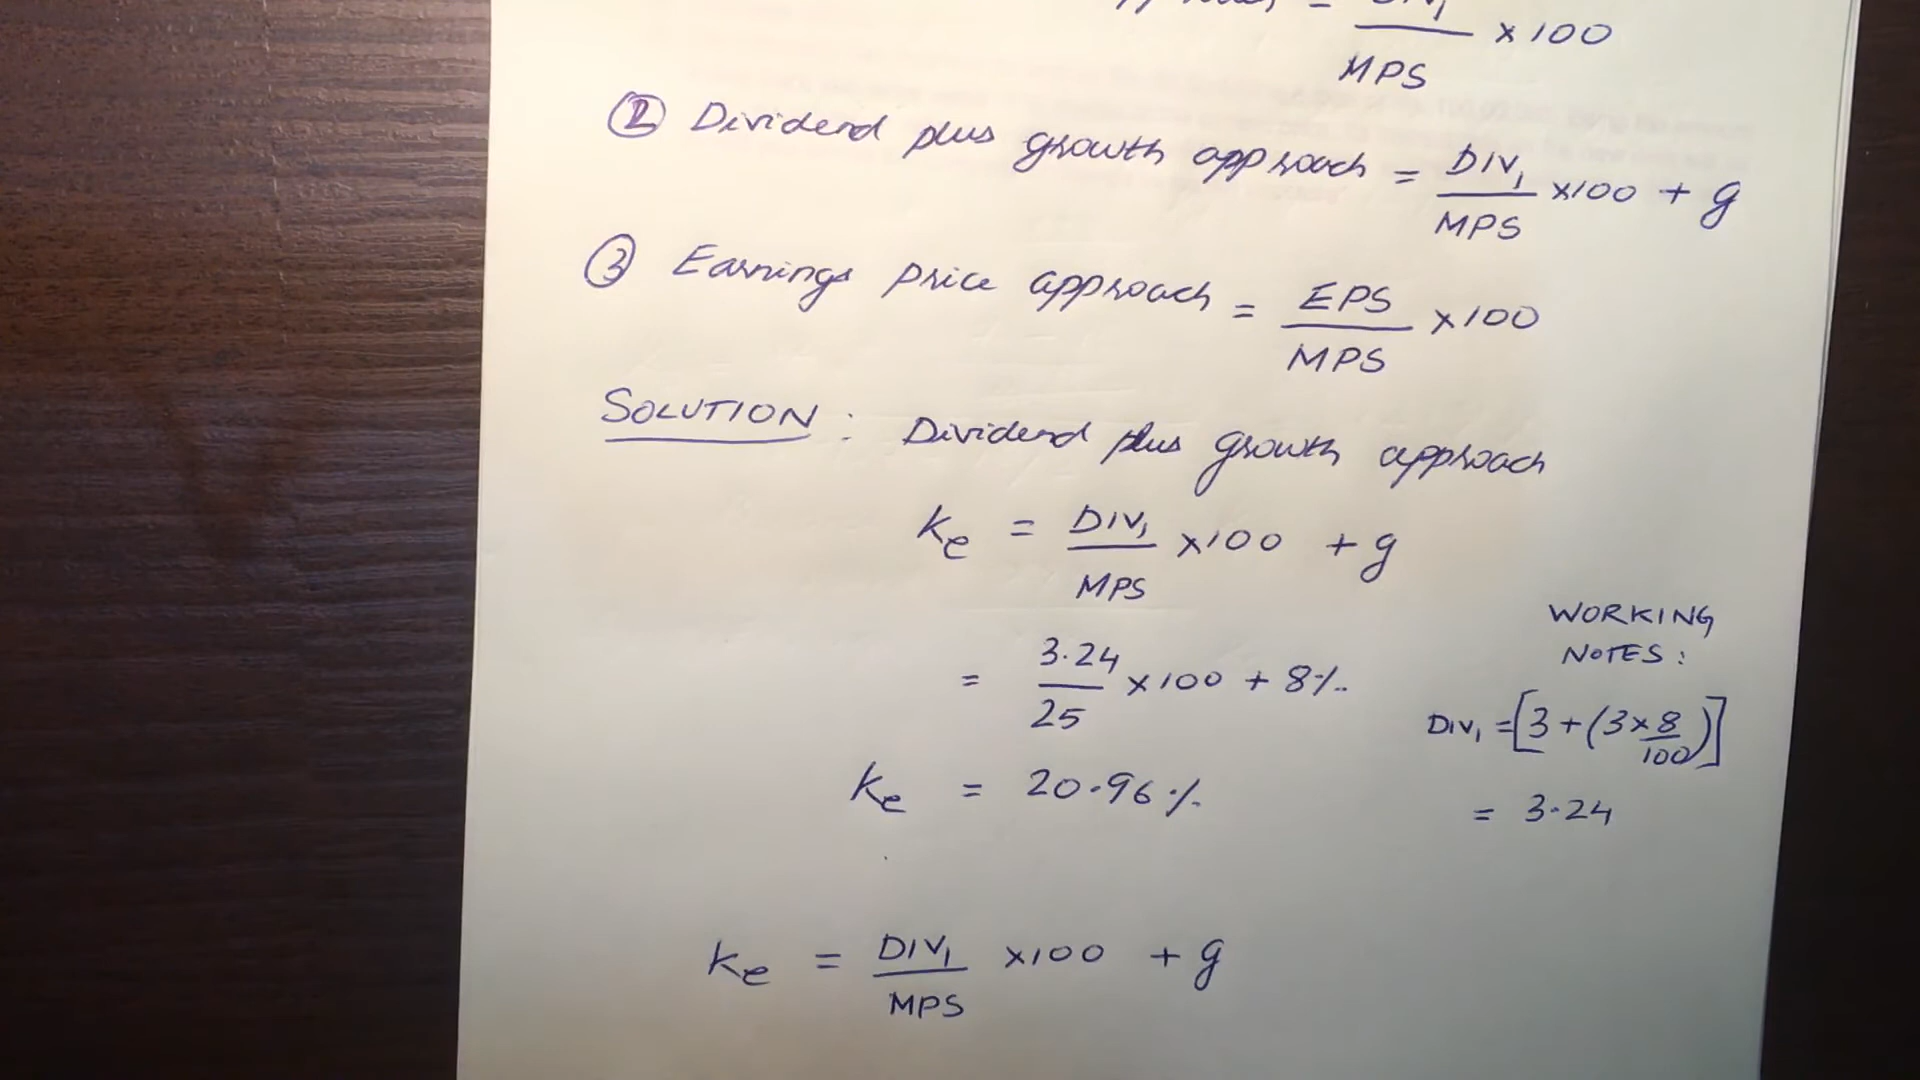 = DIV₁ / MPS × 100
② Dividend plus growth approach = DIV₁ / MPS ×100 + g
③ Earnings price approach = EPS / MPS ×100
SOLUTION : Dividend plus growth approach
Ke = DIV₁ / MPS ×100 + g
= 3.24 / 25 ×100 + 8%
Ke = 20.96%
WORKING
NOTES:
DIV₁ = [3 + (3 × 8/100)]
= 3.24
Ke = DIV₁ / MPS ×100 + g